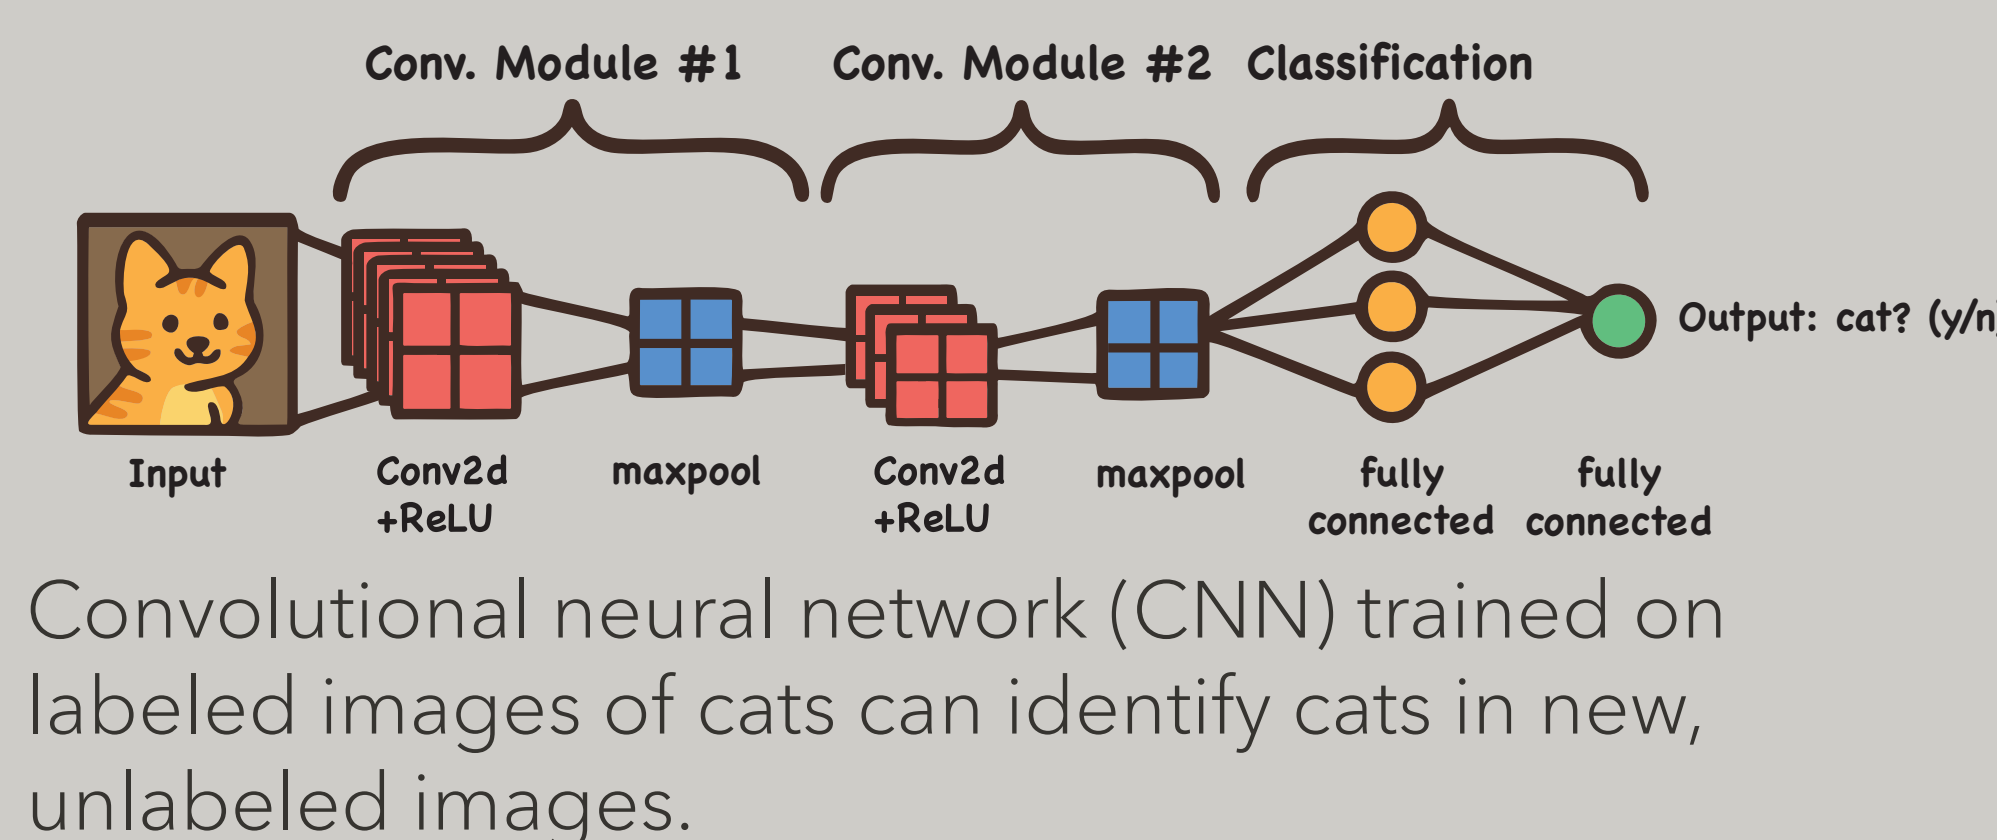 Conv. Module #1 Conv. Module #2 Classification
Output: cat? (y/n)
Input Conv2d +ReLU maxpool Conv2d +ReLU maxpool fully connected fully connected
Convolutional neural network (CNN) trained on
labeled images of cats can identify cats in new,
unlabeled images.